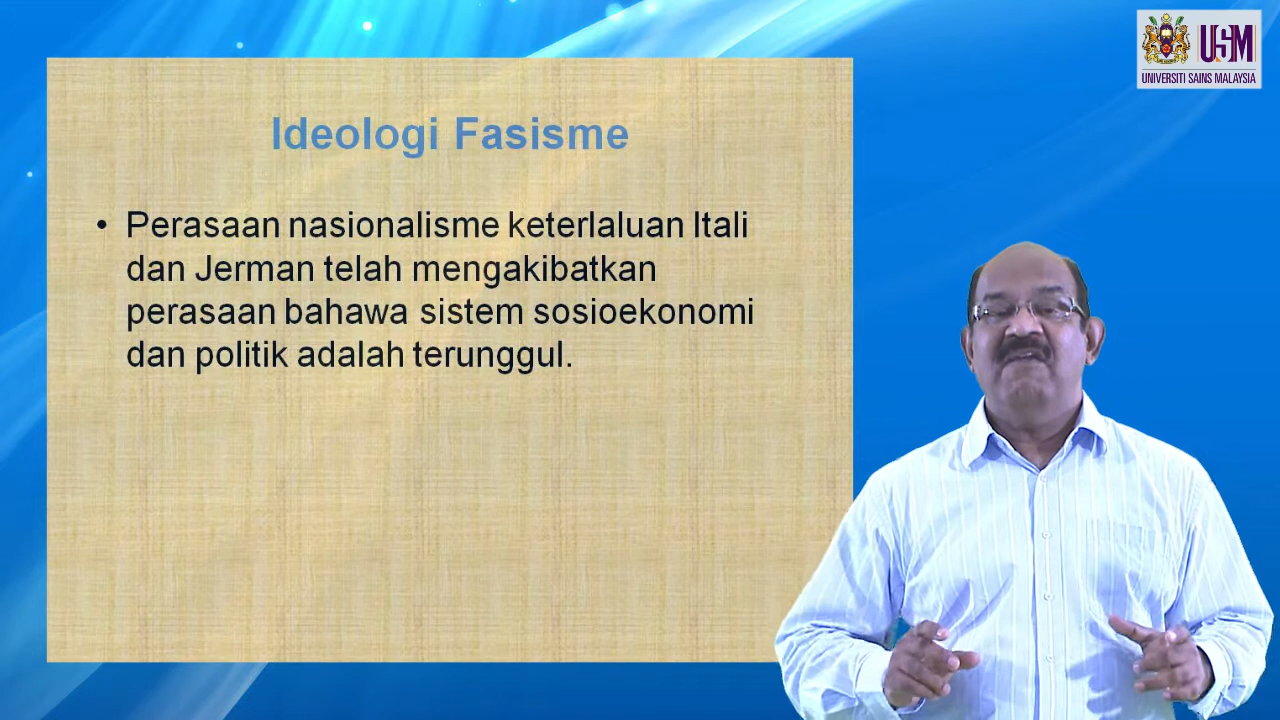 USM
UNIVERSITI SAINS MALAYSIA
Ideologi Fasisme
• Perasaan nasionalisme keterlaluan Itali
dan Jerman telah mengakibatkan
perasaan bahawa sistem sosioekonomi
dan politik adalah terunggul.